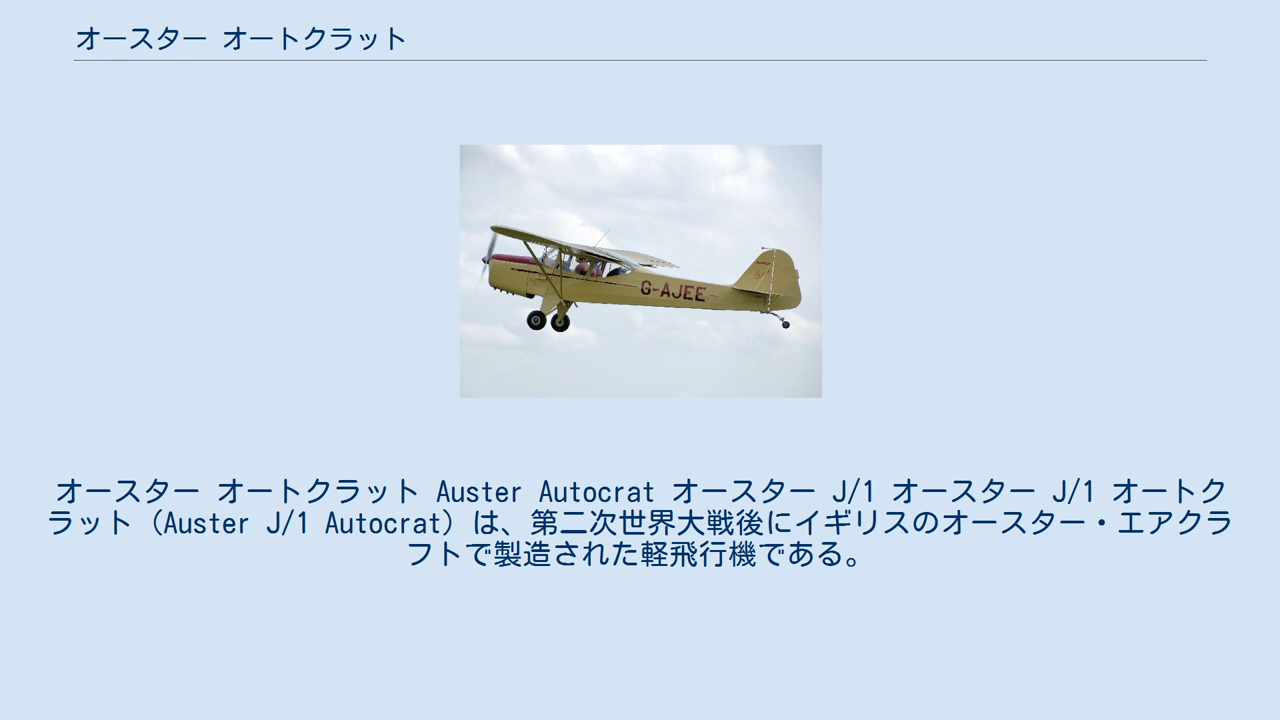 オースター オートクラット
G-AJEE
オースター オートクラット Auster Autocrat オースター J/1 オースター J/1 オートク
ラット（Auster J/1 Autocrat）は、第二次世界大戦後にイギリスのオースター・エアクラ
フトで製造された軽飛行機である。